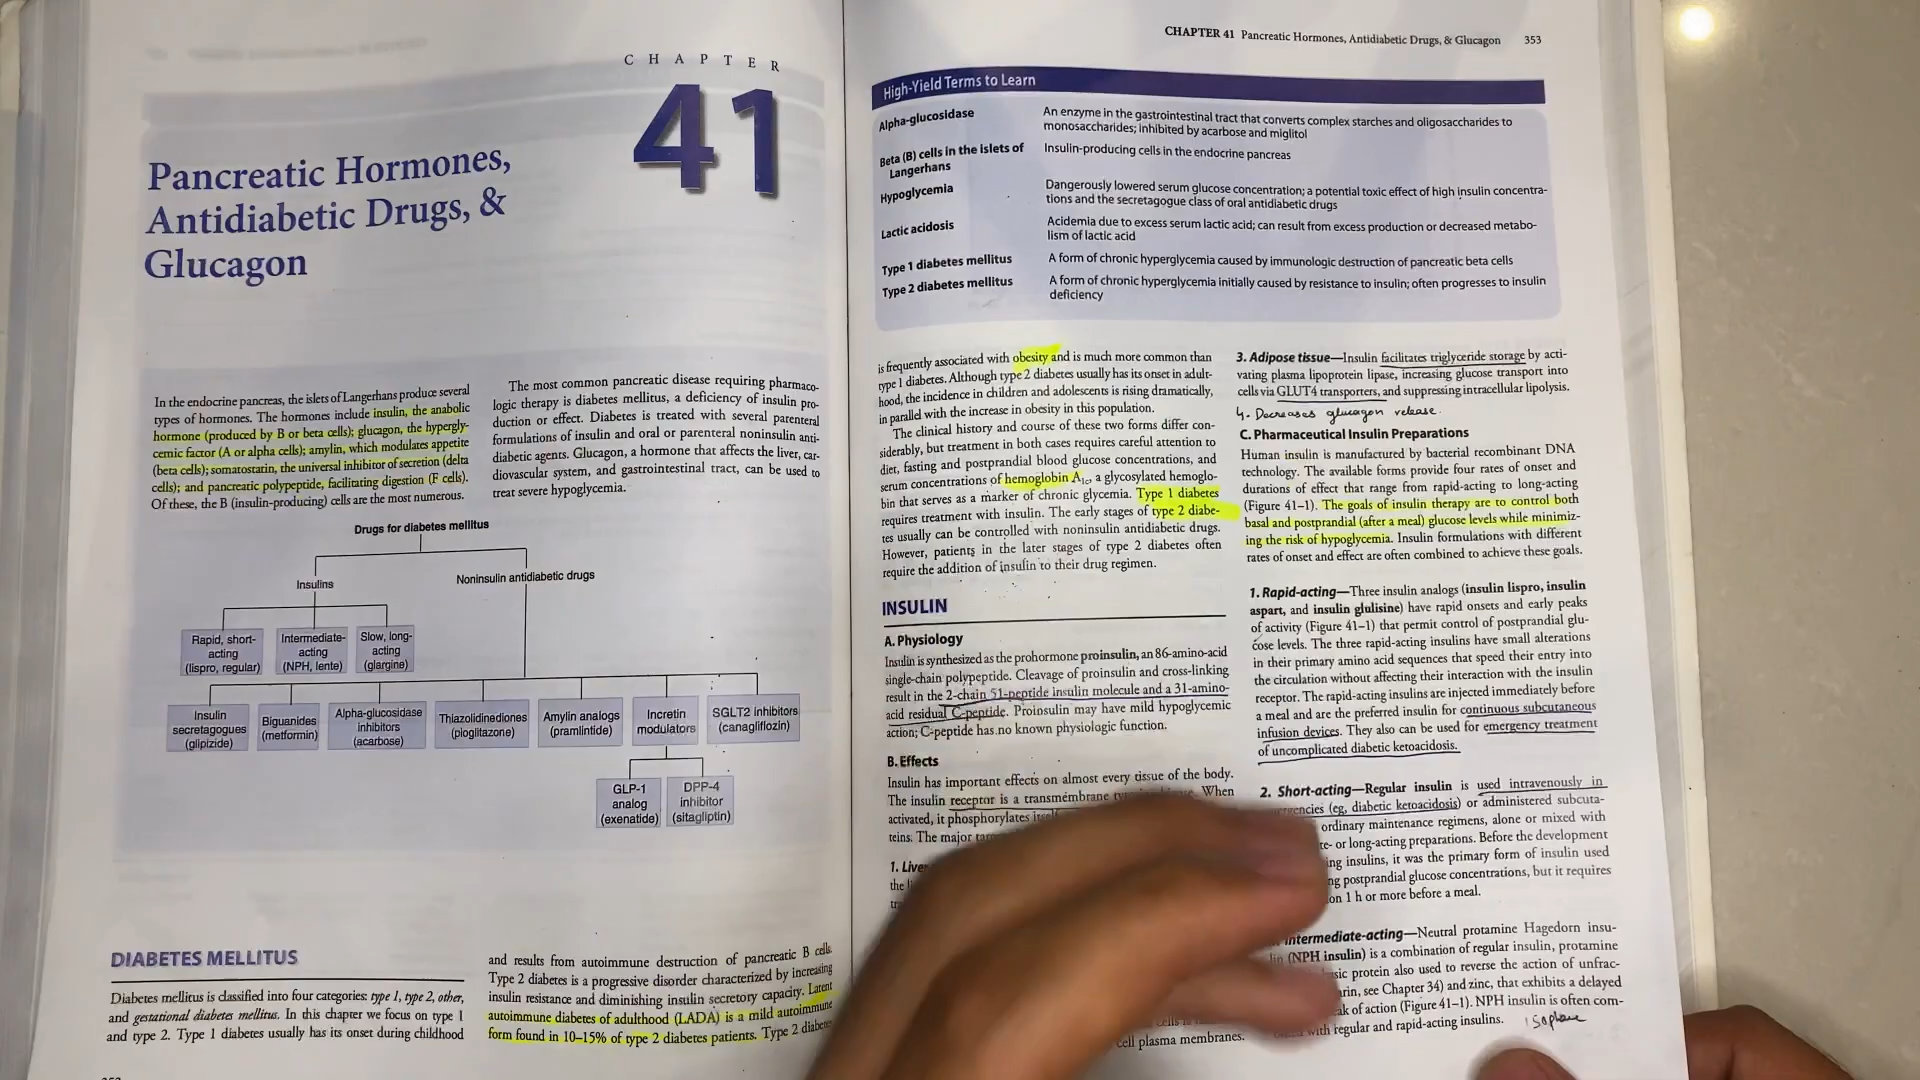 CHAPTER
41
Pancreatic Hormones,
Antidiabetic Drugs, &
Glucagon
In the endocrine pancreas, the islets of Langerhans produce several
types of hormones. The hormones include insulin, the anabolic
hormone (produced by B or beta cells); glucagon, the hypergly-
cemic factor (A or alpha cells); amylin, which modulates appetite
(beta cells); somatostatin, the universal inhibitor of secretion (delta
cells); and pancreatic polypeptide, facilitating digestion (F cells).
Of these, the B (insulin-producing) cells are the most numerous.
The most common pancreatic disease requiring pharmaco-
logic therapy is diabetes mellitus, a deficiency of insulin pro-
duction or effect. Diabetes is treated with several parenteral
formulations of insulin and oral or parenteral noninsulin anti-
diabetic agents. Glucagon, a hormone that affects the liver, car-
diovascular system, and gastrointestinal tract, can be used to
treat severe hypoglycemia.
Drugs for diabetes mellitus
Insulins
Noninsulin antidiabetic drugs
Rapid, short-
acting
(lispro, regular)
Intermediate-
acting
(NPH, lente)
Slow, long-
acting
(glargine)
Insulin
secretagogues
(glipizide)
Biguanides
(metformin)
Alpha-glucosidase
inhibitors
(acarbose)
Thiazolidinediones
(pioglitazone)
Amylin analogs
(pramlintide)
Incretin
modulators
SGLT2 inhibitors
(canagliflozin)
GLP-1
analog
(exenatide)
DPP-4
inhibitor
(sitagliptin)
DIABETES MELLITUS
Diabetes mellitus is classified into four categories: type 1, type 2, other,
and gestational diabetes mellitus. In this chapter we focus on type 1
and type 2. Type 1 diabetes usually has its onset during childhood
and results from autoimmune destruction of pancreatic B cells.
Type 2 diabetes is a progressive disorder characterized by increasing
insulin resistance and diminishing insulin secretory capacity. Latent
autoimmune diabetes of adulthood (LADA) is a mild autoimmune
form found in 10–15% of type 2 diabetes patients. Type 2 diabetes
CHAPTER 41 Pancreatic Hormones, Antidiabetic Drugs, & Glucagon 353
High-Yield Terms to Learn
Alpha-glucosidase
An enzyme in the gastrointestinal tract that converts complex starches and oligosaccharides to
monosaccharides; inhibited by acarbose and miglitol
Beta (B) cells in the islets of
Langerhans
Insulin-producing cells in the endocrine pancreas
Hypoglycemia
Dangerously lowered serum glucose concentration; a potential toxic effect of high insulin concentra-
tions and the secretagogue class of oral antidiabetic drugs
Lactic acidosis
Acidemia due to excess serum lactic acid; can result from excess production or decreased metabo-
lism of lactic acid
Type 1 diabetes mellitus
A form of chronic hyperglycemia caused by immunologic destruction of pancreatic beta cells
Type 2 diabetes mellitus
A form of chronic hyperglycemia initially caused by resistance to insulin; often progresses to insulin
deficiency
is frequently associated with obesity and is much more common than
type 1 diabetes. Although type 2 diabetes usually has its onset in adult-
hood, the incidence in children and adolescents is rising dramatically,
in parallel with the increase in obesity in this population.
The clinical history and course of these two forms differ con-
siderably, but treatment in both cases requires careful attention to
diet, fasting and postprandial blood glucose concentrations, and
serum concentrations of hemoglobin A1c, a glycosylated hemoglo-
bin that serves as a marker of chronic glycemia. Type 1 diabetes
requires treatment with insulin. The early stages of type 2 diabe-
tes usually can be controlled with noninsulin antidiabetic drugs.
However, patients in the later stages of type 2 diabetes often
require the addition of insulin to their drug regimen.
INSULIN
A. Physiology
Insulin is synthesized as the prohormone proinsulin, an 86-amino-acid
single-chain polypeptide. Cleavage of proinsulin and cross-linking
result in the 2-chain 51-peptide insulin molecule and a 31-amino-
acid residual C-peptide. Proinsulin may have mild hypoglycemic
action; C-peptide has no known physiologic function.
B. Effects
Insulin has important effects on almost every tissue of the body.
The insulin receptor is a transmembrane When
activated, it phosphorylates
teins. The major
1. Live
the
cells
cell plasma membranes.
3. Adipose tissue—Insulin facilitates triglyceride storage by acti-
vating plasma lipoprotein lipase, increasing glucose transport into
cells via GLUT4 transporters, and suppressing intracellular lipolysis.
4. Decreases glucagon release.
C. Pharmaceutical Insulin Preparations
Human insulin is manufactured by bacterial recombinant DNA
technology. The available forms provide four rates of onset and
durations of effect that range from rapid-acting to long-acting
(Figure 41–1). The goals of insulin therapy are to control both
basal and postprandial (after a meal) glucose levels while minimiz-
ing the risk of hypoglycemia. Insulin formulations with different
rates of onset and effect are often combined to achieve these goals.
1. Rapid-acting—Three insulin analogs (insulin lispro, insulin
aspart, and insulin glulisine) have rapid onsets and early peaks
of activity (Figure 41–1) that permit control of postprandial glu-
cose levels. The three rapid-acting insulins have small alterations
in their primary amino acid sequences that speed their entry into
the circulation without affecting their interaction with the insulin
receptor. The rapid-acting insulins are injected immediately before
a meal and are the preferred insulin for continuous subcutaneous
infusion devices. They also can be used for emergency treatment
of uncomplicated diabetic ketoacidosis.
2. Short-acting—Regular insulin is used intravenously in
gencies (eg, diabetic ketoacidosis) or administered subcuta-
ordinary maintenance regimens, alone or mixed with
te- or long-acting preparations. Before the development
ing insulins, it was the primary form of insulin used
ng postprandial glucose concentrations, but it requires
on 1 h or more before a meal.
Intermediate-acting—Neutral protamine Hagedorn insu-
lin (NPH insulin) is a combination of regular insulin, protamine
sic protein also used to reverse the action of unfrac-
rin, see Chapter 34) and zinc, that exhibits a delayed
ak of action (Figure 41–1). NPH insulin is often com-
with regular and rapid-acting insulins.
isophane